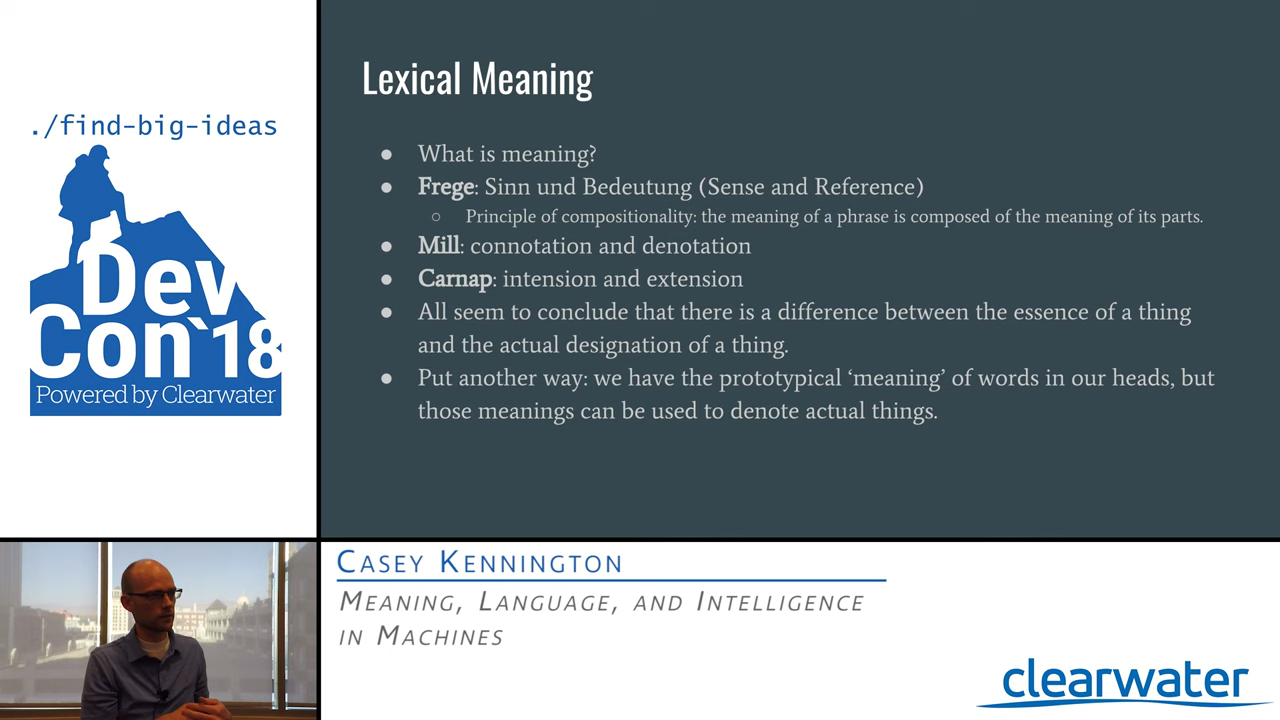 ./find-big-ideas
Dev
Con`18
Powered by Clearwater
Lexical Meaning
● What is meaning?
● Frege: Sinn und Bedeutung (Sense and Reference)
○ Principle of compositionality: the meaning of a phrase is composed of the meaning of its parts.
● Mill: connotation and denotation
● Carnap: intension and extension
● All seem to conclude that there is a difference between the essence of a thing
and the actual designation of a thing.
● Put another way: we have the prototypical ‘meaning’ of words in our heads, but
those meanings can be used to denote actual things.
Casey Kennington
Meaning, Language, and Intelligence
in Machines
clearwater